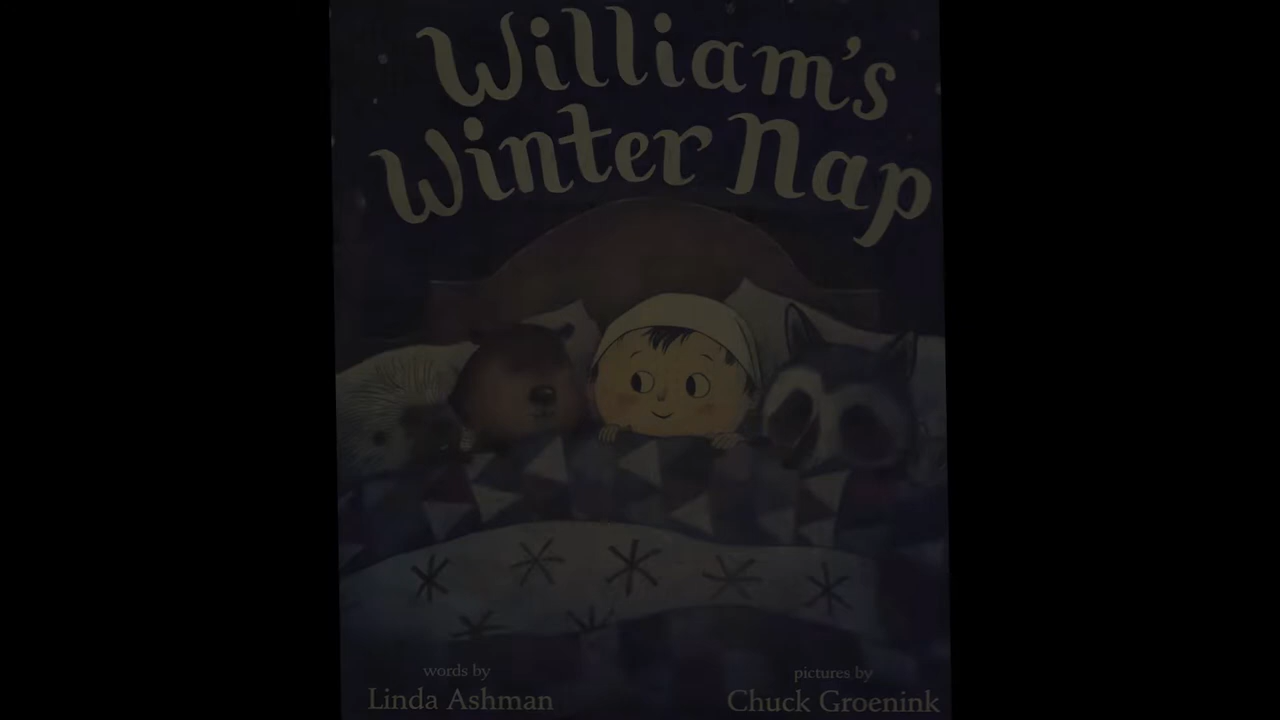 William's
Winter Nap
words by
Linda Ashman
pictures by
Chuck Groenink